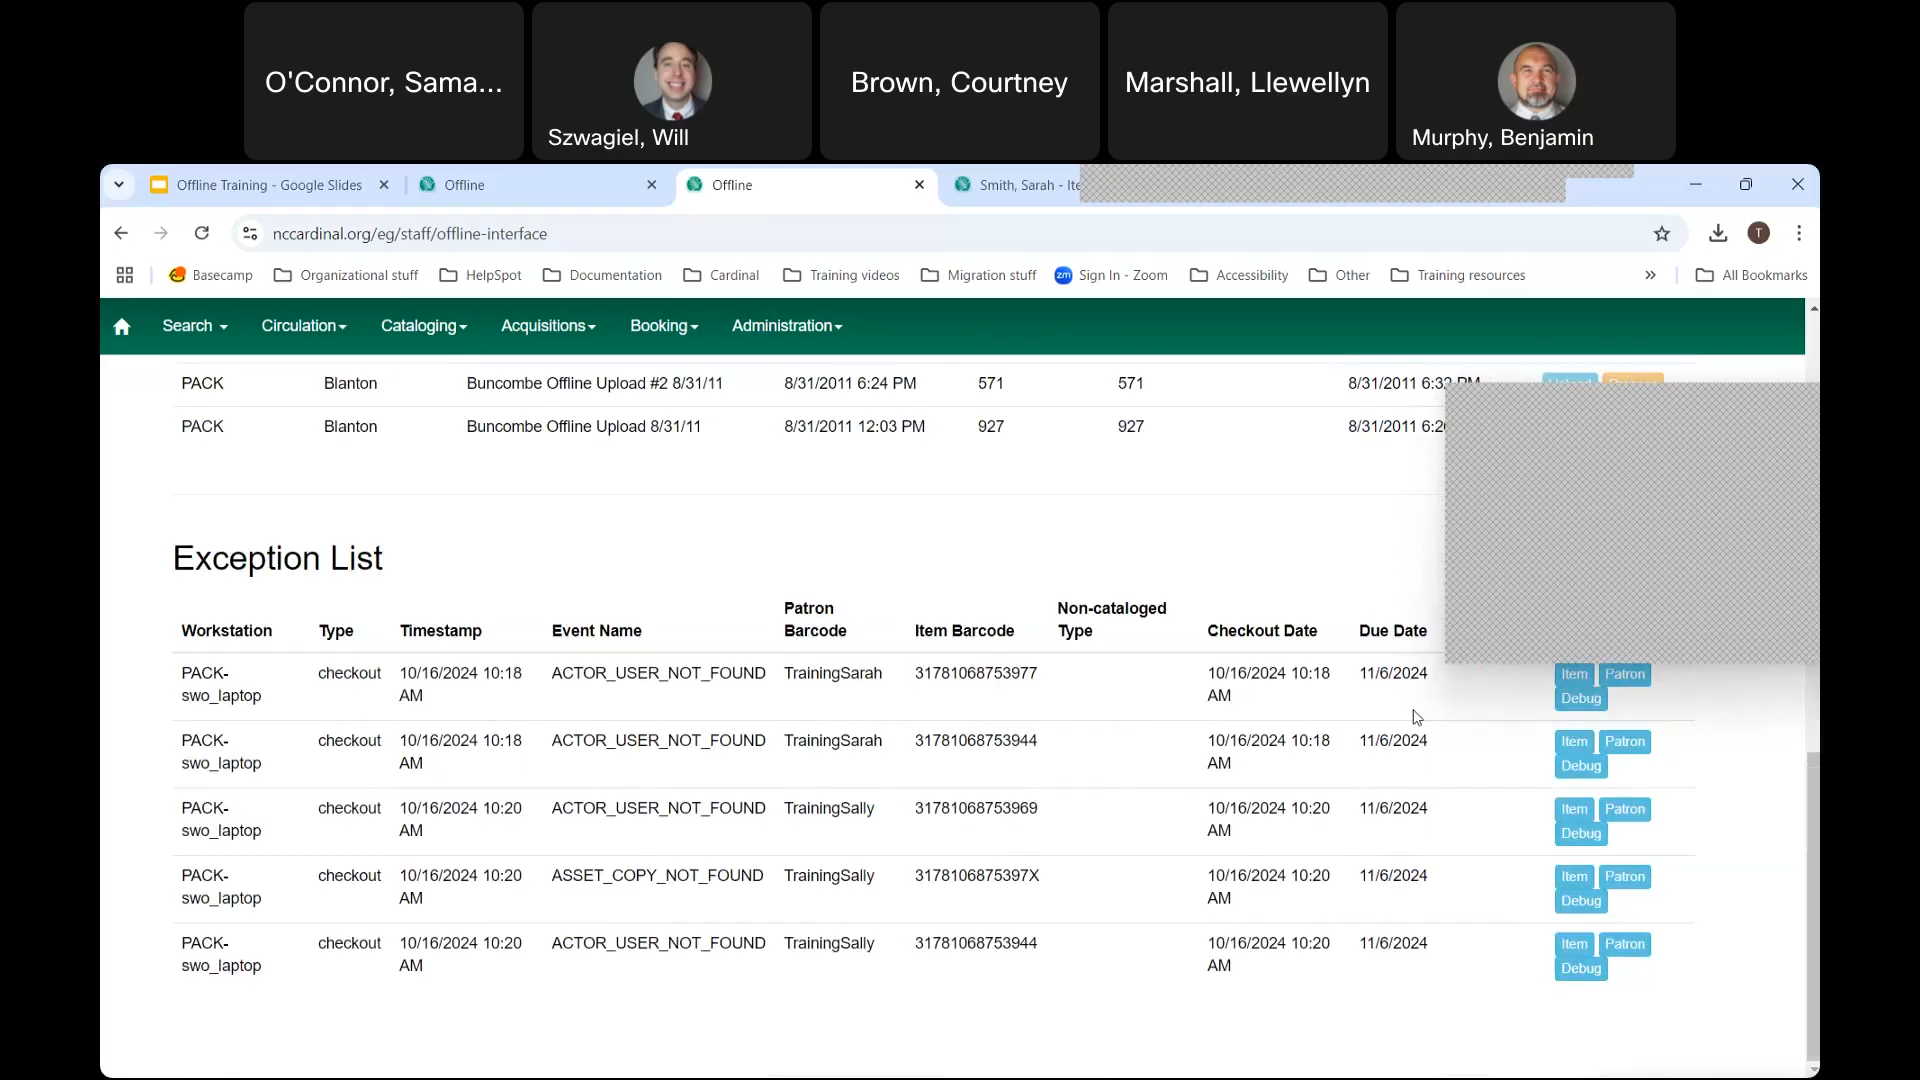 O'Connor, Sama...
Szwagiel, Will
Brown, Courtney
Marshall, Llewellyn
Murphy, Benjamin
Offline Training - Google Slides
Offline
Offline
Smith, Sarah - Ite
nccardinal.org/eg/staff/offline-interface
T
Basecamp
Organizational stuff
HelpSpot
Documentation
Cardinal
Training videos
Migration stuff
zm
Sign In - Zoom
Accessibility
Other
Training resources
All Bookmarks
Search
Circulation
Cataloging
Acquisitions
Booking
Administration
PACK Blanton Buncombe Offline Upload #2 8/31/11 8/31/2011 6:24 PM 571 571 8/31/2011 6:32 PM
PACK Blanton Buncombe Offline Upload 8/31/11 8/31/2011 12:03 PM 927 927 8/31/2011
Exception List
Patron Non-cataloged
Workstation Type Timestamp Event Name Barcode Item Barcode Type Checkout Date Due Date
PACK- checkout 10/16/2024 10:18 ACTOR_USER_NOT_FOUND TrainingSarah 31781068753977 10/16/2024 10:18 11/6/2024 Item Patron
swo_laptop AM AM Debug
PACK- checkout 10/16/2024 10:18 ACTOR_USER_NOT_FOUND TrainingSarah 31781068753944 10/16/2024 10:18 11/6/2024 Item Patron
swo_laptop AM AM Debug
PACK- checkout 10/16/2024 10:20 ACTOR_USER_NOT_FOUND TrainingSally 31781068753969 10/16/2024 10:20 11/6/2024 Item Patron
swo_laptop AM AM Debug
PACK- checkout 10/16/2024 10:20 ASSET_COPY_NOT_FOUND TrainingSally 3178106875397X 10/16/2024 10:20 11/6/2024 Item Patron
swo_laptop AM AM Debug
PACK- checkout 10/16/2024 10:20 ACTOR_USER_NOT_FOUND TrainingSally 31781068753944 10/16/2024 10:20 11/6/2024 Item Patron
swo_laptop AM AM Debug